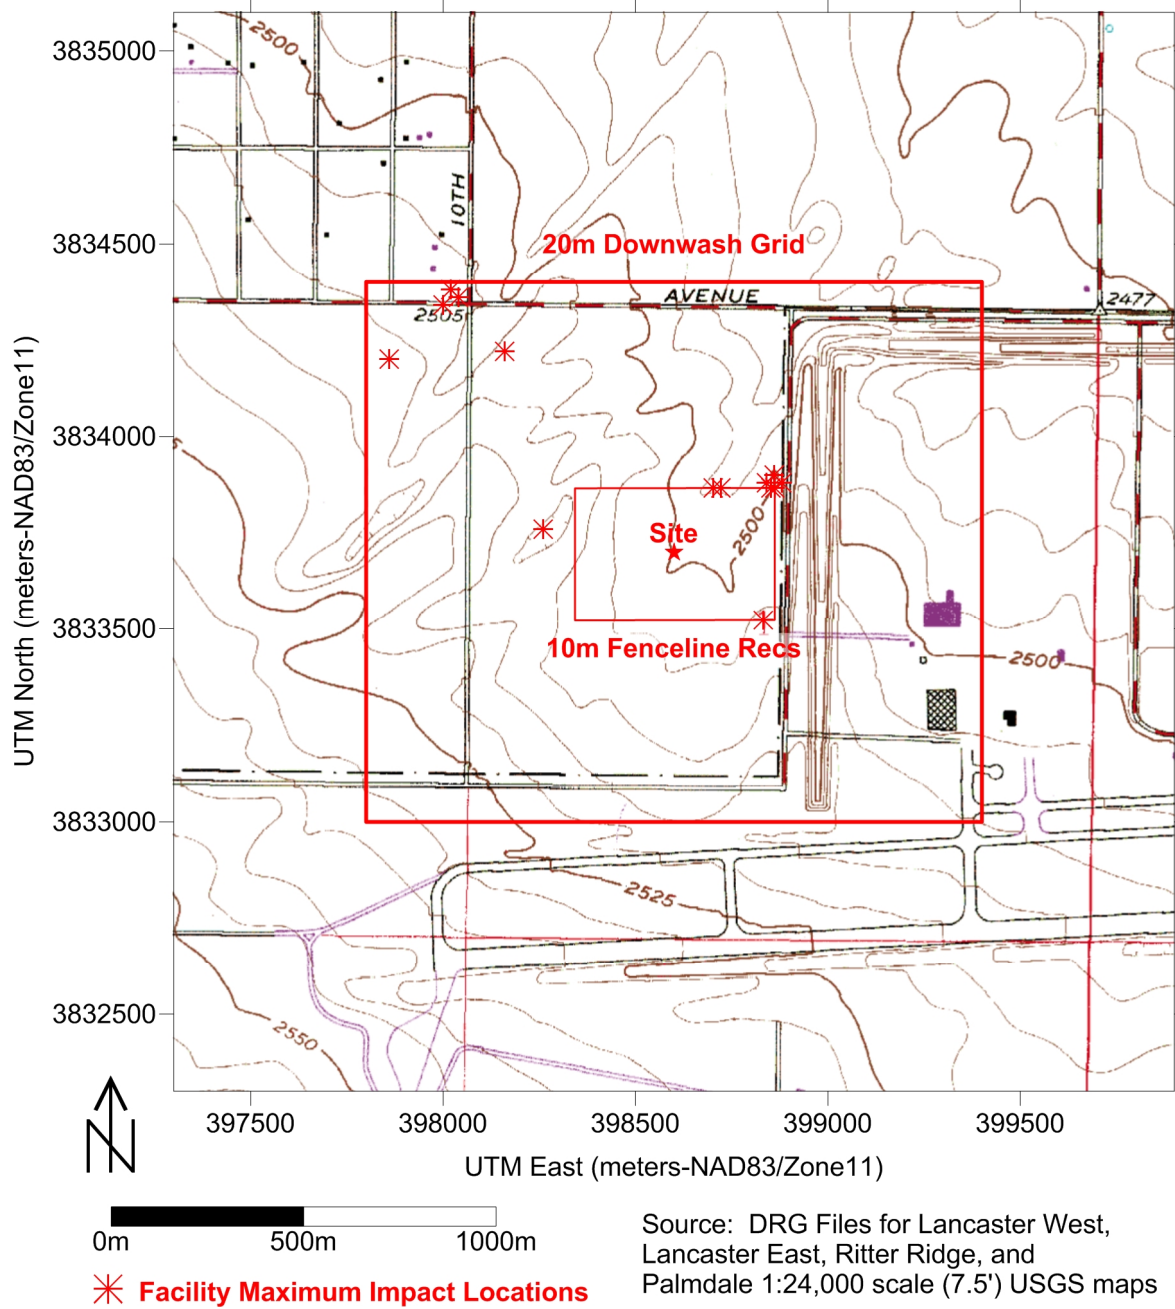 3835000
2500
10TH
3834500
20m Downwash Grid
AVENUE
2477
2505
3834000
2500
Site
3833500
10m Fenceline Recs
2500
UTM North (meters-NAD83/Zone11)
3833000
2525
3832500
2550
N
397500 398000 398500 399000 399500
UTM East (meters-NAD83/Zone11)
0m 500m 1000m
Facility Maximum Impact Locations
Source: DRG Files for Lancaster West,
Lancaster East, Ritter Ridge, and
Palmdale 1:24,000 scale (7.5') USGS maps